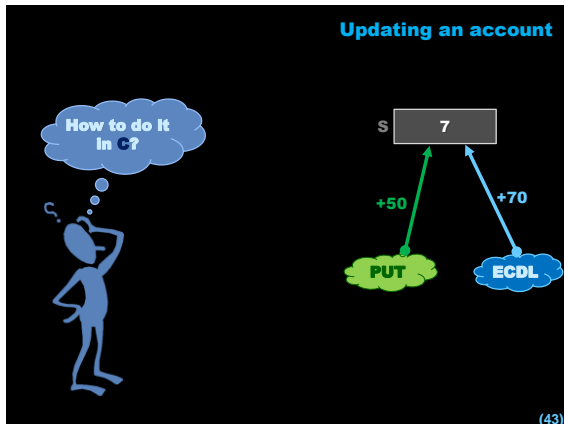 Updating an account
How to do it
in C?
S
7
+50
+70
PUT
ECDL
(43)